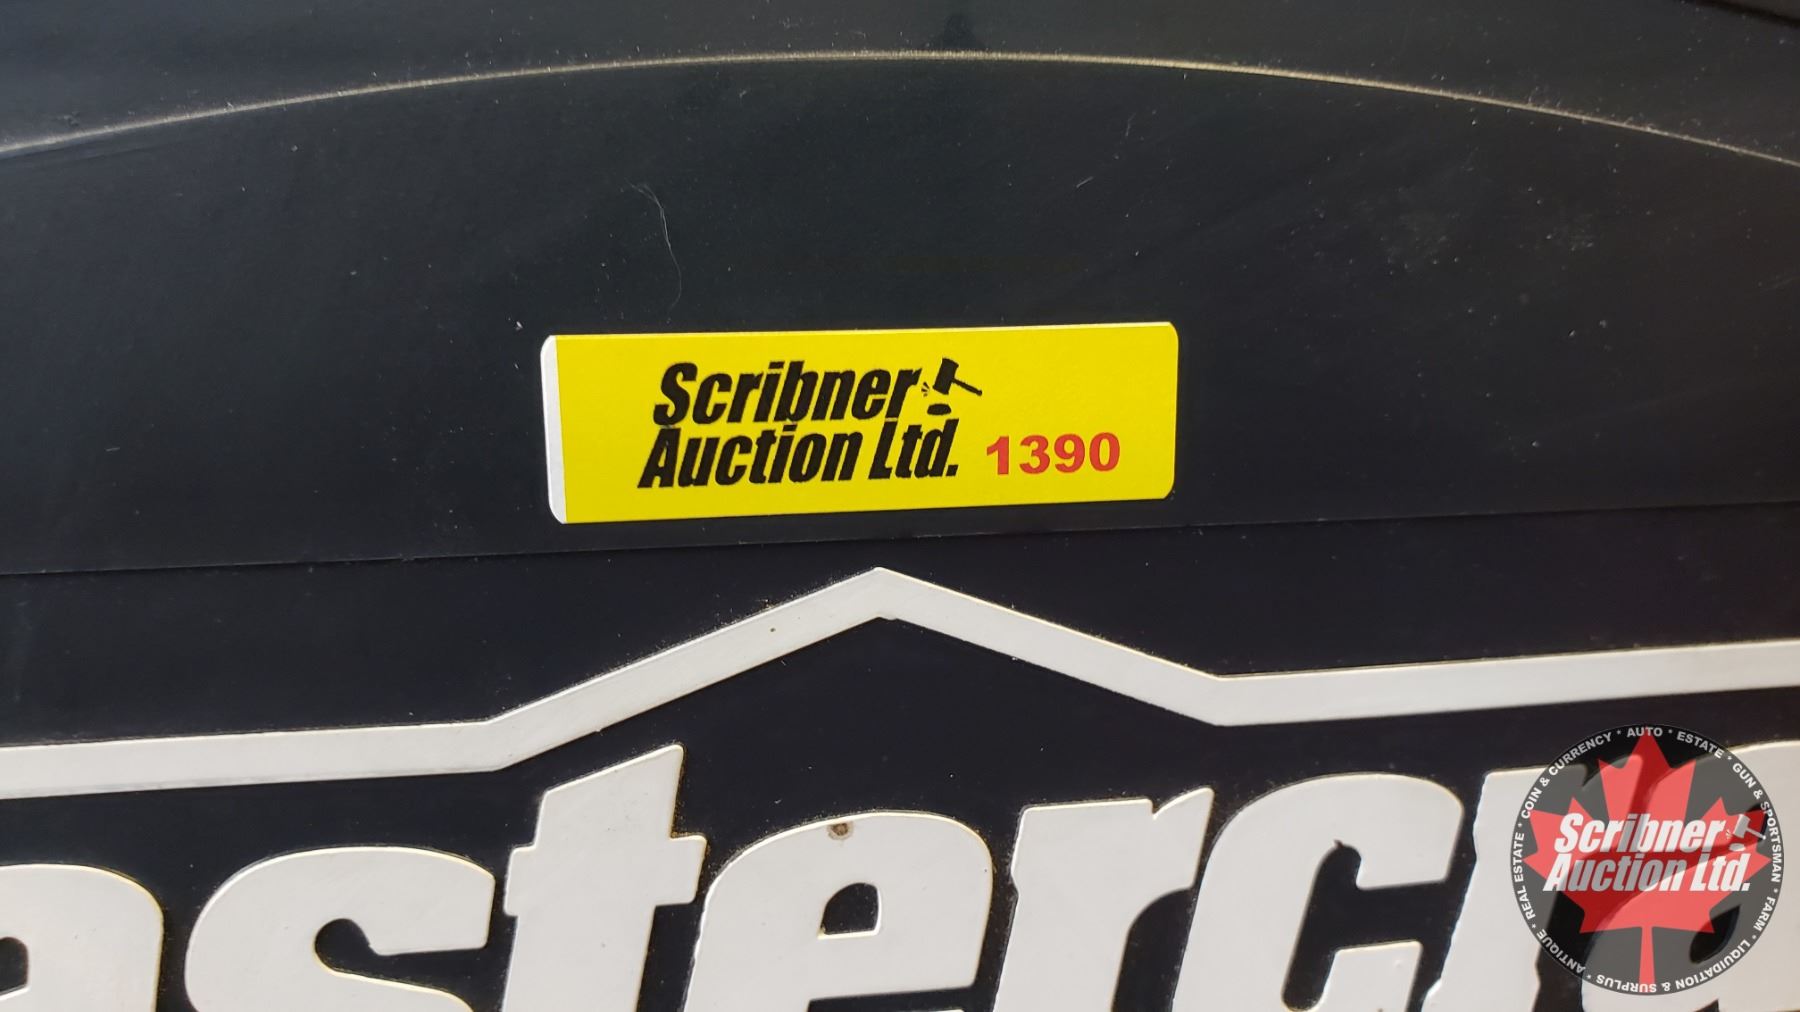 Scribner
Auction Ltd. 1390
astercra
COIN & CURRENCY * AUTO * ESTATE * GUN & SPORTSMAN * FARM * LIQUIDATION & SURPLUS * ANTIQUE * REAL ESTATE *
Scribner
Auction Ltd.